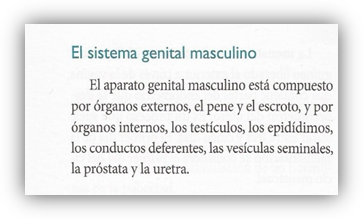 El sistema genital masculino
El aparato genital masculino está compuesto
por órganos externos, el pene y el escroto, y por
órganos internos, los testículos, los epidídimos,
los conductos deferentes, las vesículas seminales,
la próstata y la uretra.